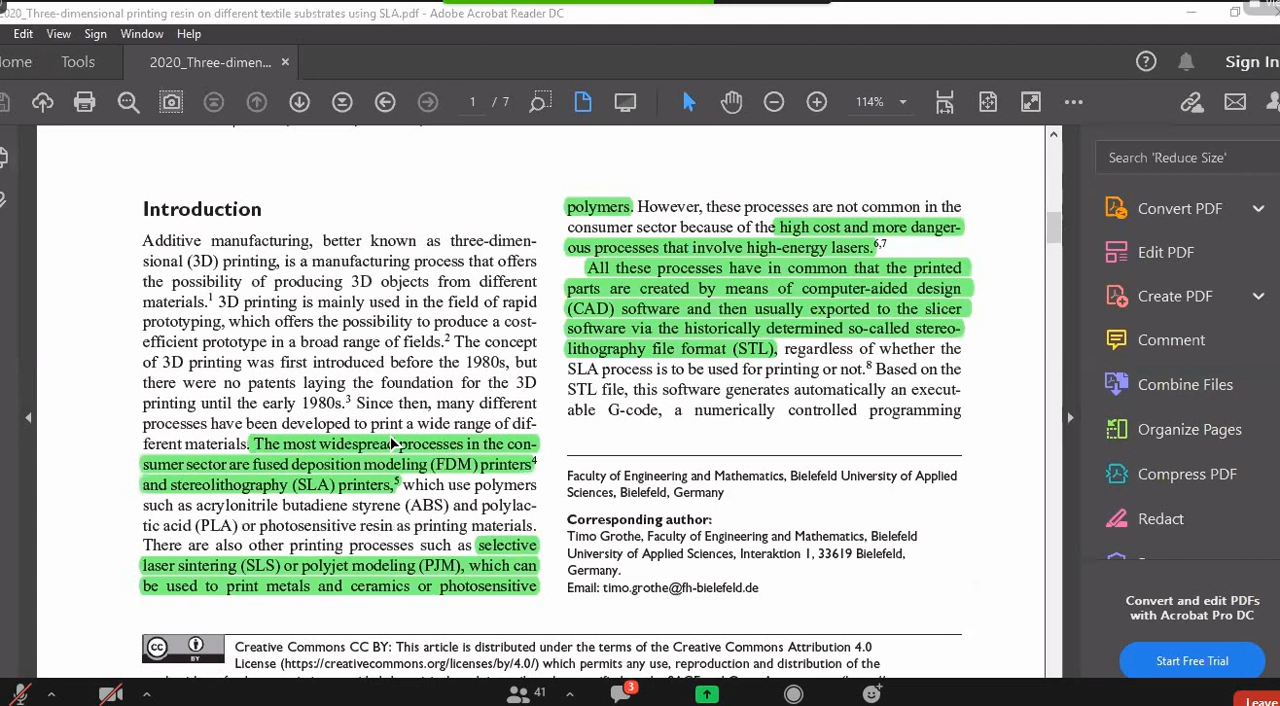 2020_Three-dimensional printing resin on different textile substrates using SLA.pdf - Adobe Acrobat Reader DC
Edit View Sign Window Help
ome Tools 2020_Three-dimen... × Sign In
1 / 7 114%
Introduction
Additive manufacturing, better known as three-dimen-
sional (3D) printing, is a manufacturing process that offers
the possibility of producing 3D objects from different
materials.1 3D printing is mainly used in the field of rapid
prototyping, which offers the possibility to produce a cost-
efficient prototype in a broad range of fields.2 The concept
of 3D printing was first introduced before the 1980s, but
there were no patents laying the foundation for the 3D
printing until the early 1980s.3 Since then, many different
processes have been developed to print a wide range of dif-
ferent materials. The most widespread processes in the con-
sumer sector are fused deposition modeling (FDM) printers4
and stereolithography (SLA) printers,5 which use polymers
such as acrylonitrile butadiene styrene (ABS) and polylac-
tic acid (PLA) or photosensitive resin as printing materials.
There are also other printing processes such as selective
laser sintering (SLS) or polyjet modeling (PJM), which can
be used to print metals and ceramics or photosensitive
polymers. However, these processes are not common in the
consumer sector because of the high cost and more danger-
ous processes that involve high-energy lasers.6,7
All these processes have in common that the printed
parts are created by means of computer-aided design
(CAD) software and then usually exported to the slicer
software via the historically determined so-called stereo-
lithography file format (STL), regardless of whether the
SLA process is to be used for printing or not.8 Based on the
STL file, this software generates automatically an execut-
able G-code, a numerically controlled programming
Faculty of Engineering and Mathematics, Bielefeld University of Applied
Sciences, Bielefeld, Germany
Corresponding author:
Timo Grothe, Faculty of Engineering and Mathematics, Bielefeld
University of Applied Sciences, Interaktion 1, 33619 Bielefeld,
Germany.
Email: timo.grothe@fh-bielefeld.de
CC BY
Creative Commons CC BY: This article is distributed under the terms of the Creative Commons Attribution 4.0
License (https://creativecommons.org/licenses/by/4.0/) which permits any use, reproduction and distribution of the
Search 'Reduce Size'
Convert PDF
Edit PDF
Create PDF
Comment
Combine Files
Organize Pages
Compress PDF
Redact
Convert and edit PDFs
with Acrobat Pro DC
Start Free Trial
41 3 Leave